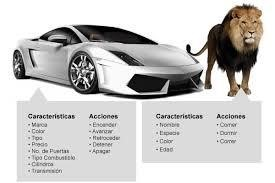 Características
• Marca
• Color
• Tipo
• Precio
• No. de Puertas
• Tipo Combustible
• Cilindros
• Transmisión
Acciones
• Encender
• Avanzar
• Retroceder
• Detener
• Apagar
Características
• Nombre
• Especie
• Color
• Edad
Acciones
• Comer
• Dormir
• Correr